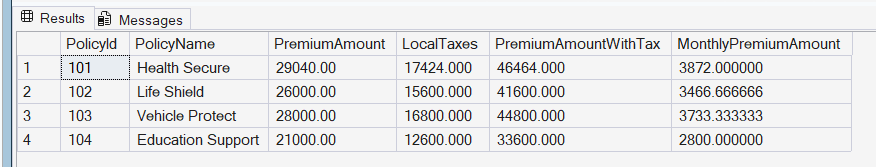 Results Messages
PolicyId PolicyName PremiumAmount LocalTaxes PremiumAmountWithTax MonthlyPremiumAmount
1 101 Health Secure 29040.00 17424.000 46464.000 3872.000000
2 102 Life Shield 26000.00 15600.000 41600.000 3466.666666
3 103 Vehicle Protect 28000.00 16800.000 44800.000 3733.333333
4 104 Education Support 21000.00 12600.000 33600.000 2800.000000